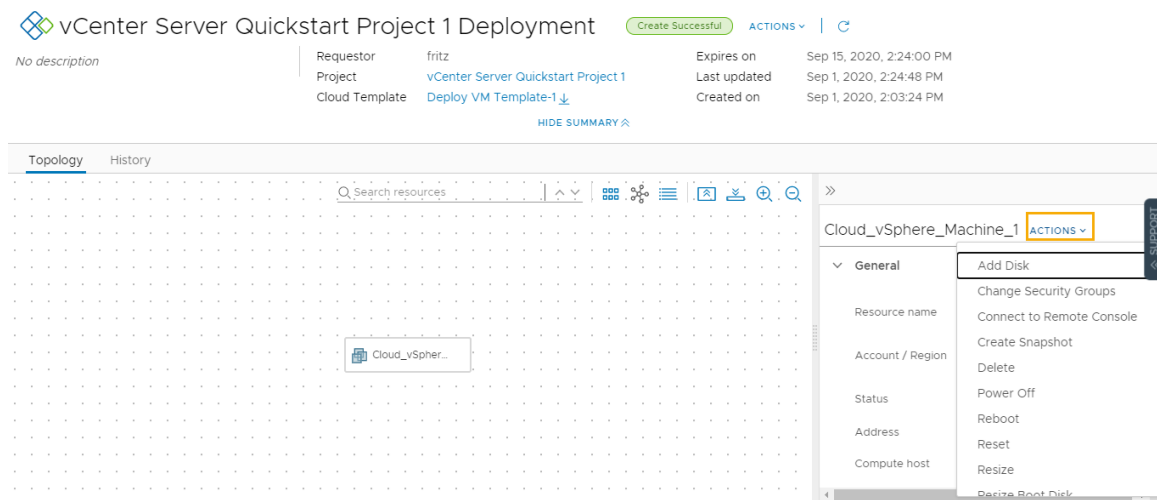 vCenter Server Quickstart Project 1 Deployment Create Successful ACTIONS
No description
Requestor fritz Expires on Sep 15, 2020, 2:24:00 PM
Project vCenter Server Quickstart Project 1 Last updated Sep 1, 2020, 2:24:48 PM
Cloud Template Deploy VM Template-1 Created on Sep 1, 2020, 2:03:24 PM
HIDE SUMMARY
Topology History
Search resources
SUPPORT
Cloud_vSphere_Machine_1 ACTIONS
General
Add Disk
Change Security Groups
Resource name
Connect to Remote Console
Create Snapshot
Cloud_vSpher...
Account / Region
Delete
Power Off
Status
Reboot
Address
Reset
Compute host
Resize
Resize Boot Disk